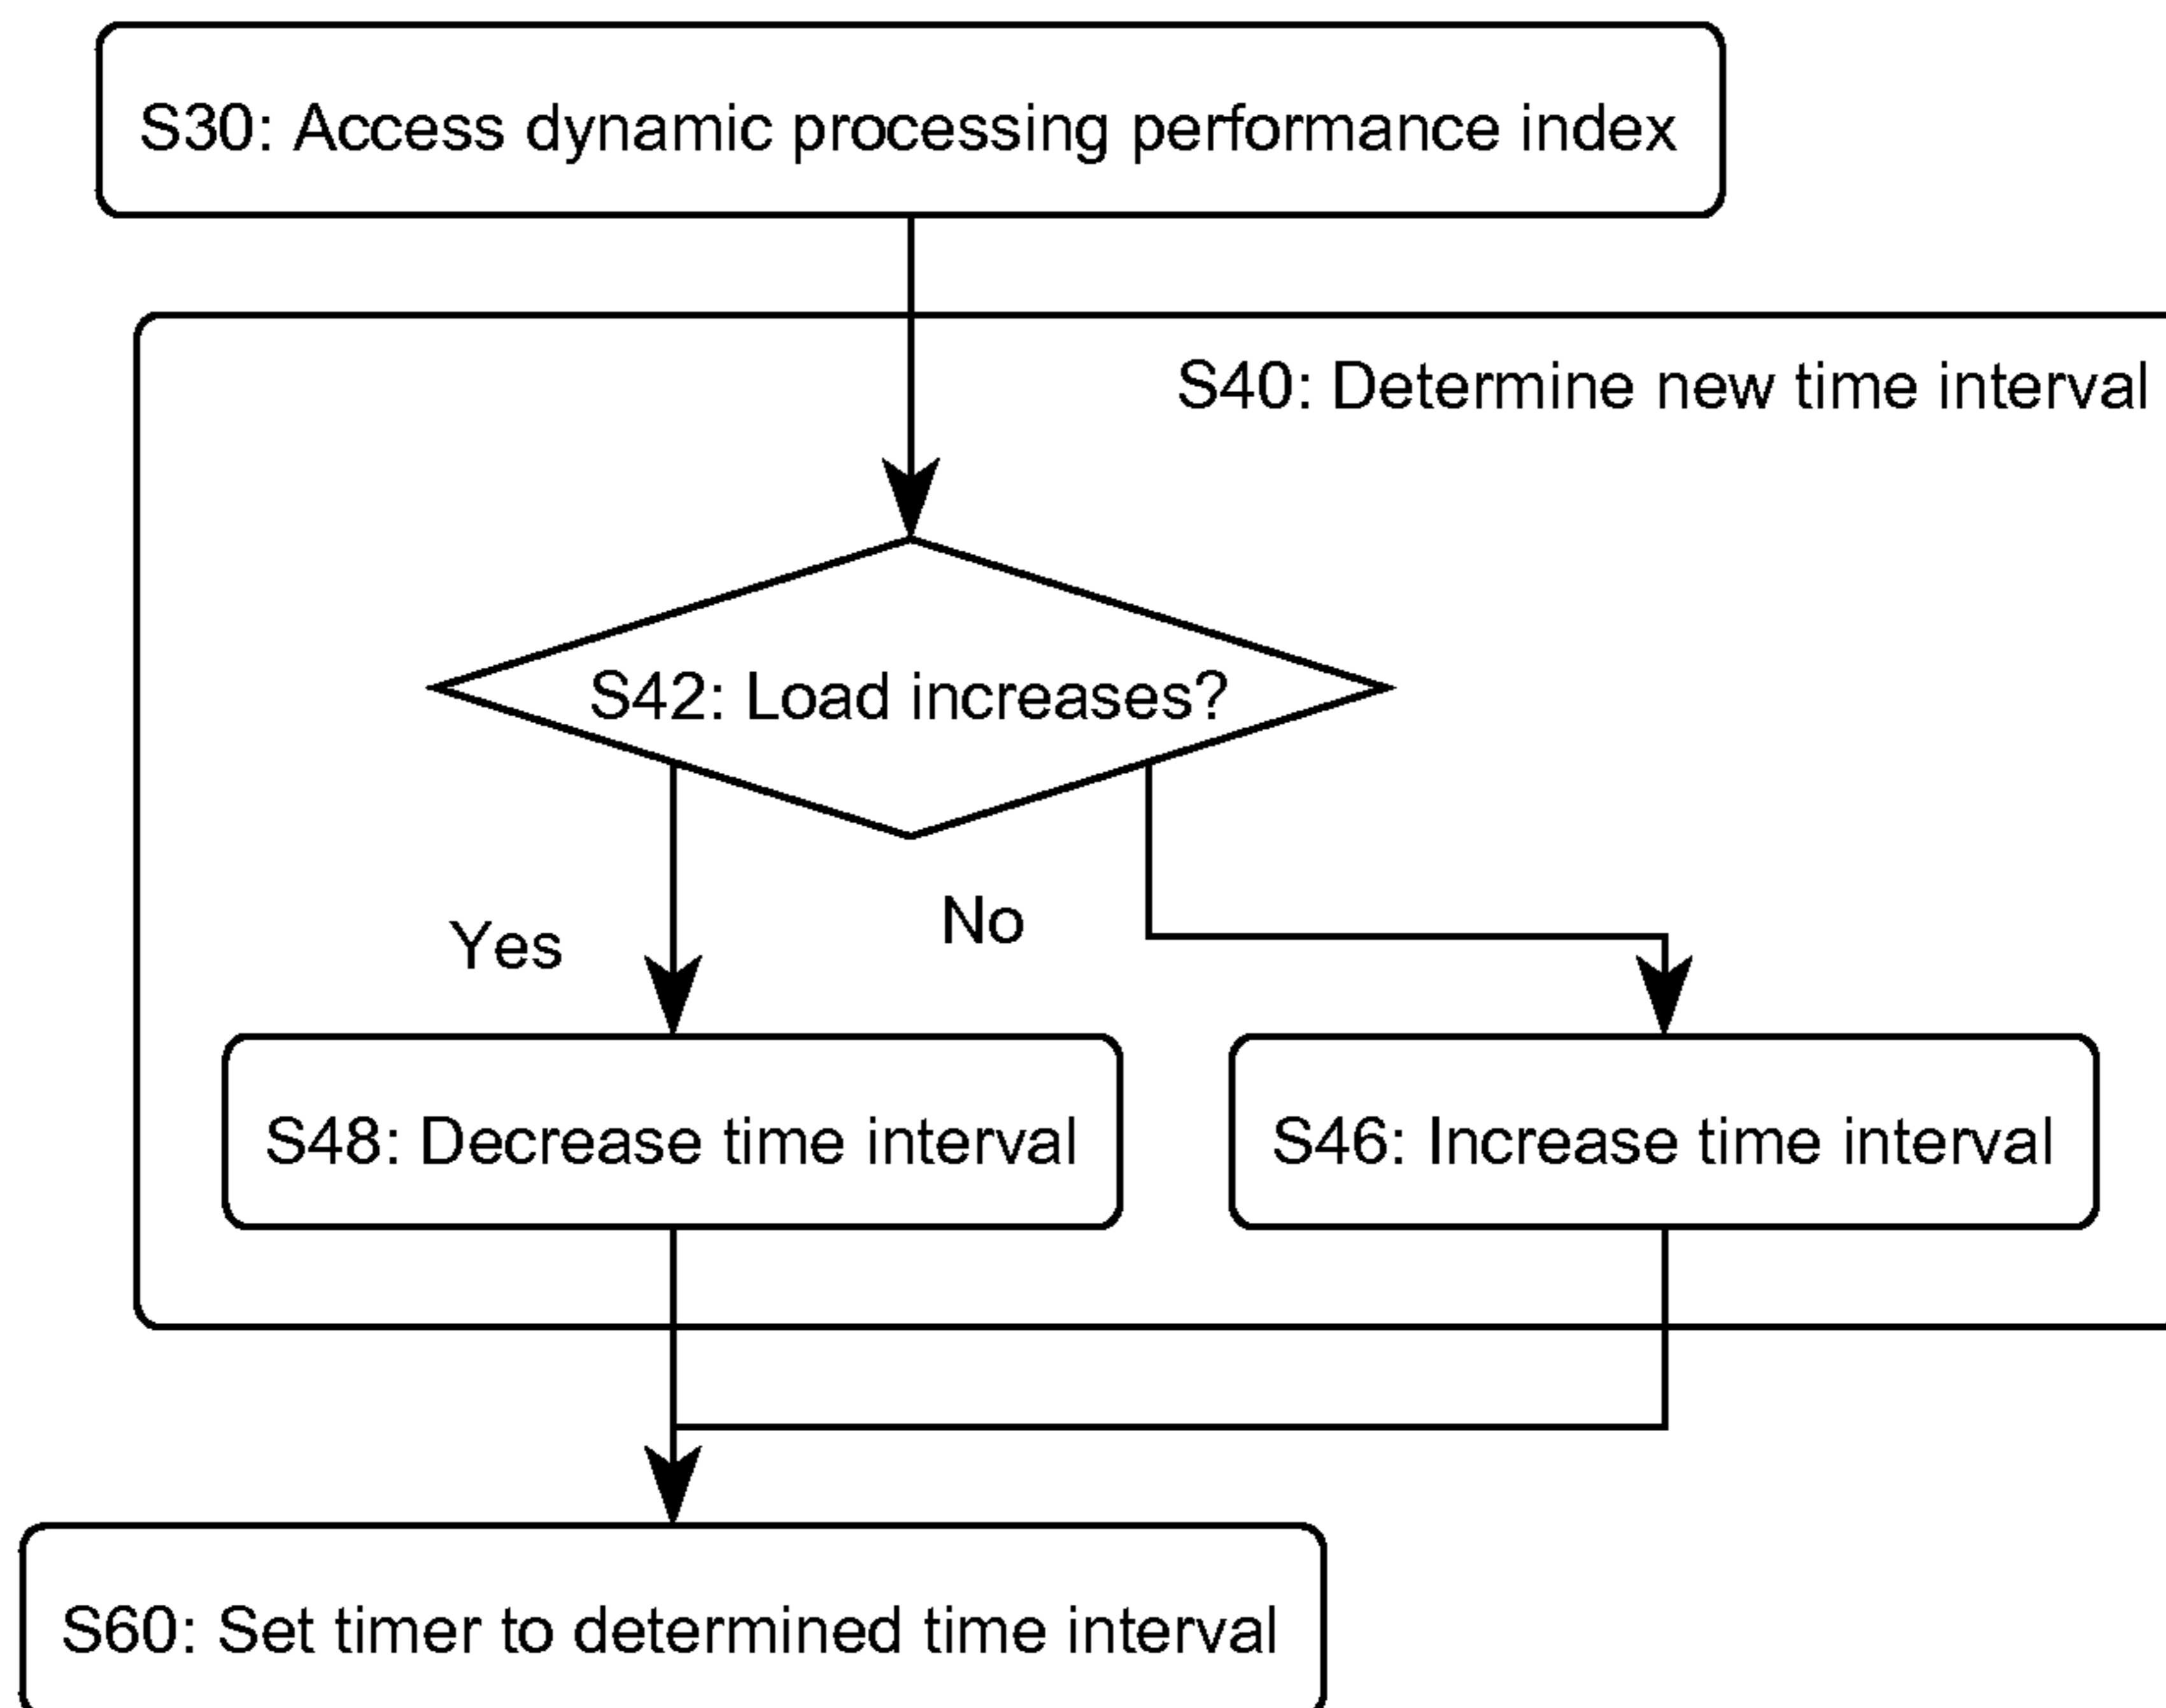 S30: Access dynamic processing performance index
S40: Determine new time interval
S42: Load increases?
Yes
No
S48: Decrease time interval
S46: Increase time interval
S60: Set timer to determined time interval